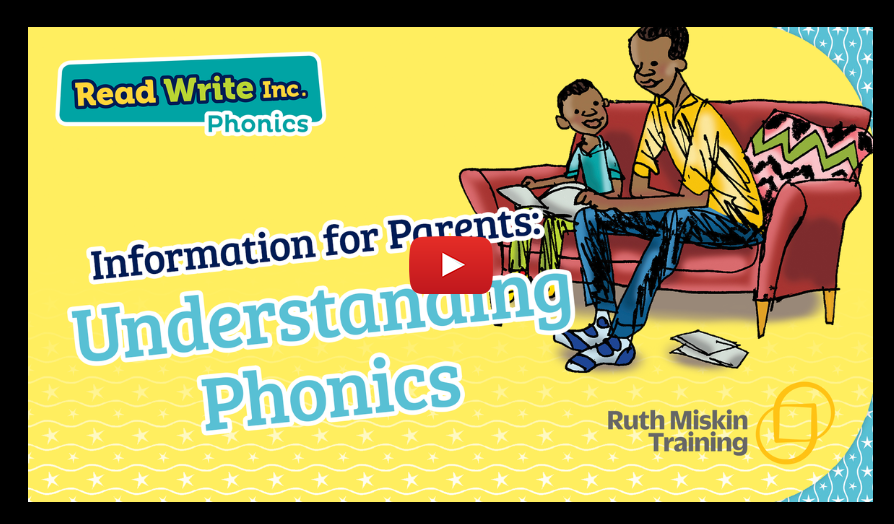 Read Write Inc.
Phonics
Information for Parents:
Understanding
Phonics
Ruth Miskin
Training